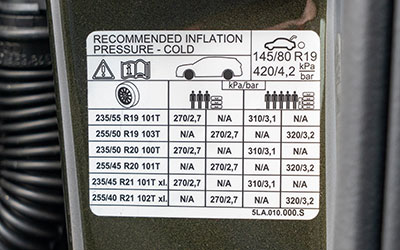 RECOMMENDED INFLATION
PRESSURE - COLD
145/80 R19
420/4,2 kPa/bar
kPa/bar
235/55 R19 101T 270/2,7 N/A 310/3,1 N/A
255/50 R19 103T N/A 270/2,7 N/A 320/3,2
235/50 R20 100T 270/2,7 N/A 310/3,1 N/A
255/45 R20 101T N/A 270/2,7 N/A 320/3,2
235/45 R21 101T xl. 270/2,7 N/A 310/3,1 N/A
255/40 R21 102T xl. N/A 270/2,7 N/A 320/3,2
5LA.010.000.S